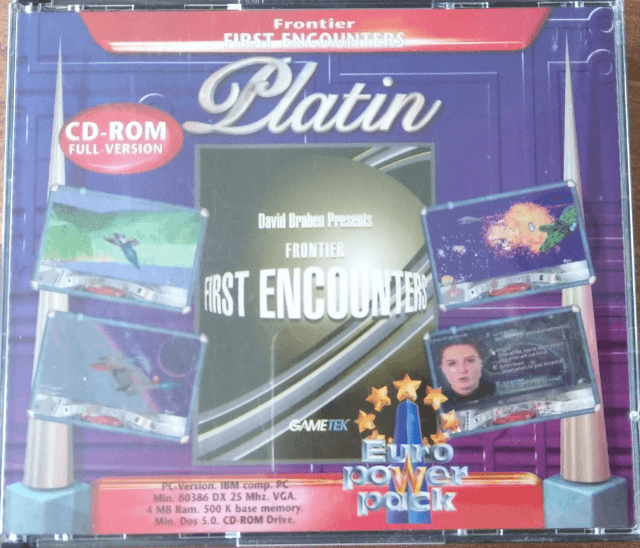 Frontier
FIRST ENCOUNTERS
Platin
CD-ROM
FULL-VERSION
David Braben Presents
FRONTIER
FIRST ENCOUNTERS
GAMETEK
Euro
power
pack
PC-Version. IBM comp. PC
Min. 80386 DX 25 Mhz. VGA.
4 MB Ram. 500 K base memory.
Min. Dos 5.0. CD-ROM Drive.